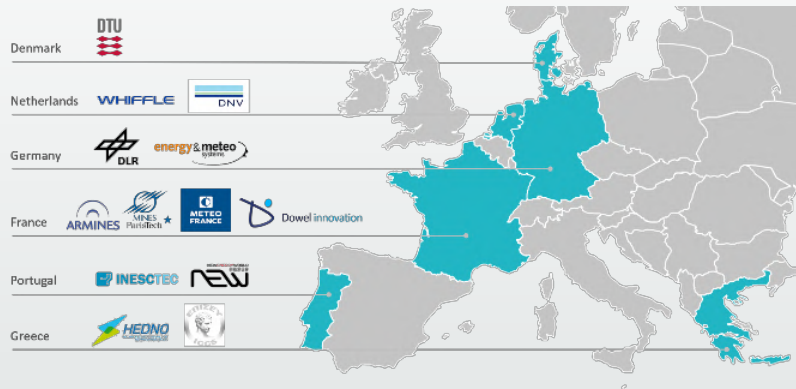 DTU
Denmark
Netherlands
WHIFFLE
DNV
Germany
DLR
energy & meteo
systems
France
ARMINES
MINES
ParisTech
METEO
FRANCE
Dowel innovation
Portugal
INESCTEC
new
Greece
HEDNO
ICCS